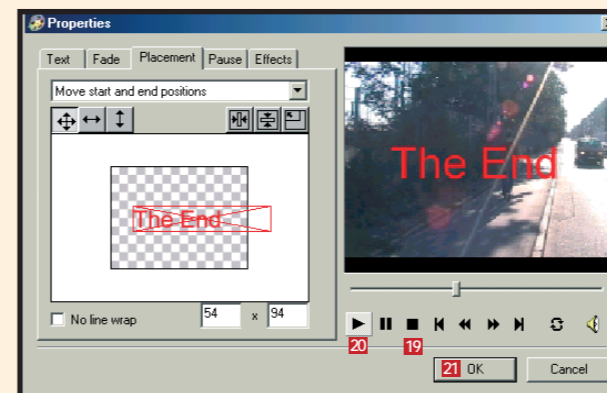 Properties
Text Fade Placement Pause Effects
Move start and end positions
The End
The End
No line wrap 54 x 94
20 19
21 OK Cancel